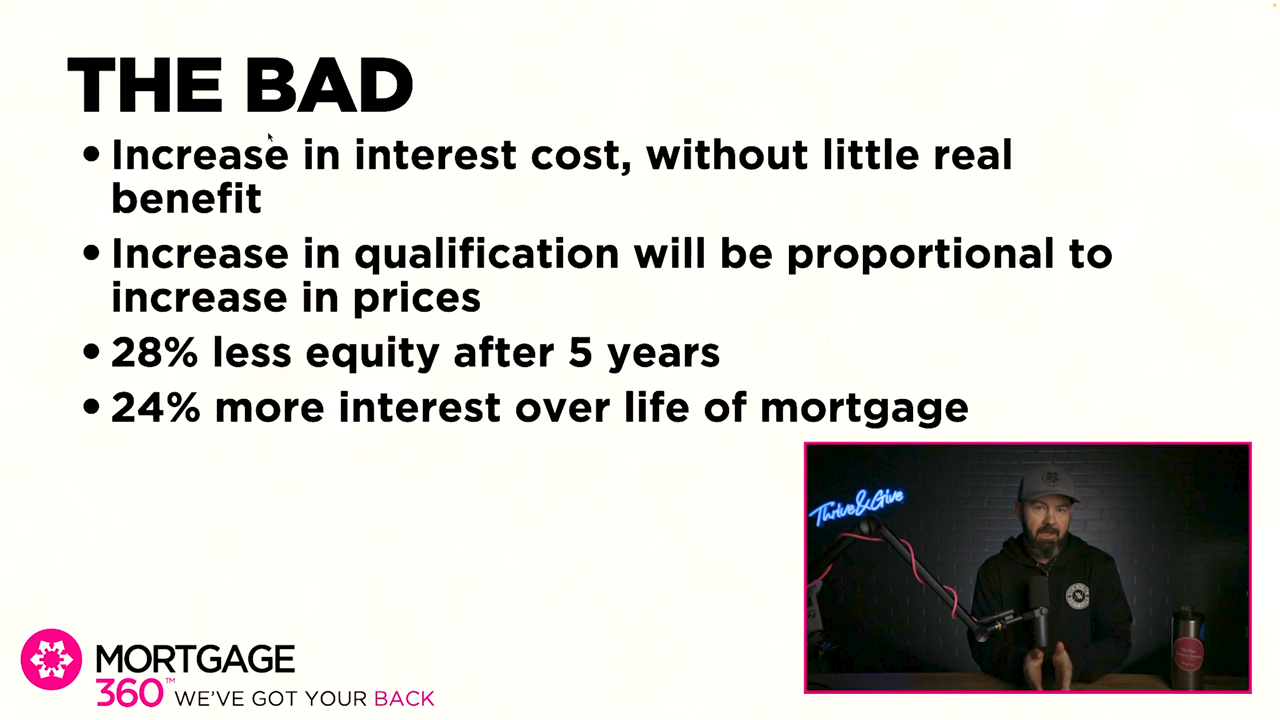 THE BAD
• Increase in interest cost, without little real
benefit
• Increase in qualification will be proportional to
increase in prices
• 28% less equity after 5 years
• 24% more interest over life of mortgage
Thrive&Give
MORTGAGE
360™ WE'VE GOT YOUR BACK